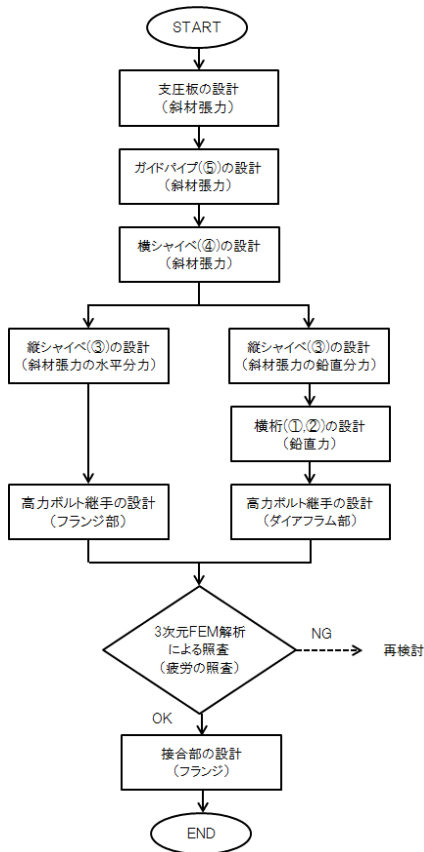 START
支圧板の設計
（斜材張力）
ガイドパイプ(⑤)の設計
（斜材張力）
横シャイベ(④)の設計
（斜材張力）
縦シャイベ(③)の設計
（斜材張力の水平分力）
縦シャイベ(③)の設計
（斜材張力の鉛直分力）
横桁(①,②)の設計
（鉛直力）
高力ボルト継手の設計
（フランジ部）
高力ボルト継手の設計
（ダイアフラム部）
3次元FEM解析
による照査
（疲労の照査）
NG
再検討
OK
接合部の設計
（フランジ）
END